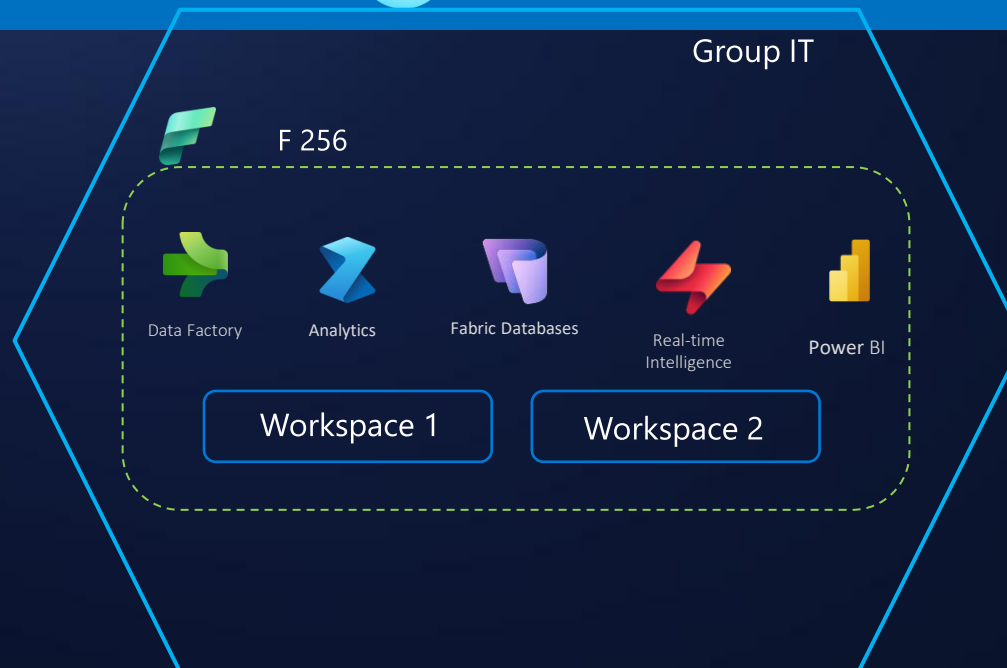 Group IT
F 256
Data Factory
Analytics
Fabric Databases
Real-time
Intelligence
Power BI
Workspace 1
Workspace 2